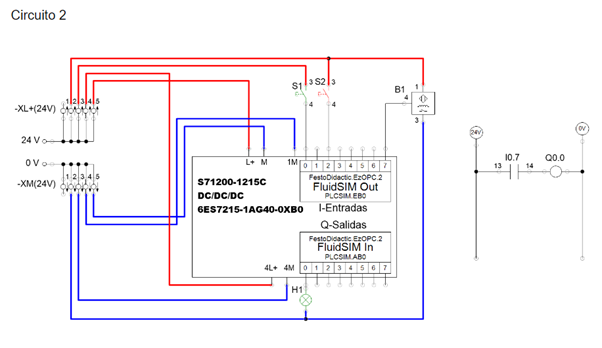 Circuito 2
-XL+(24V)
1 2 3 4 5
24 V
0 V
-XM(24V)
1 2 3 4 5
S1
3
4
S2
3
4
B1
1
4
3
L+ M 1M
0 1 2 3 4 5 6 7
S71200-1215C
DC/DC/DC
6ES7215-1AG40-0XB0
FestoDidactic.EzOPC.2
FluidSIM Out
PLCSIM.EB0
I-Entradas
Q-Salidas
FestoDidactic.EzOPC.2
FluidSIM In
PLCSIM.AB0
4L+ 4M
0 1 2 3 4 5 6 7
H1
24V
0V
I0.7
Q0.0
13 14